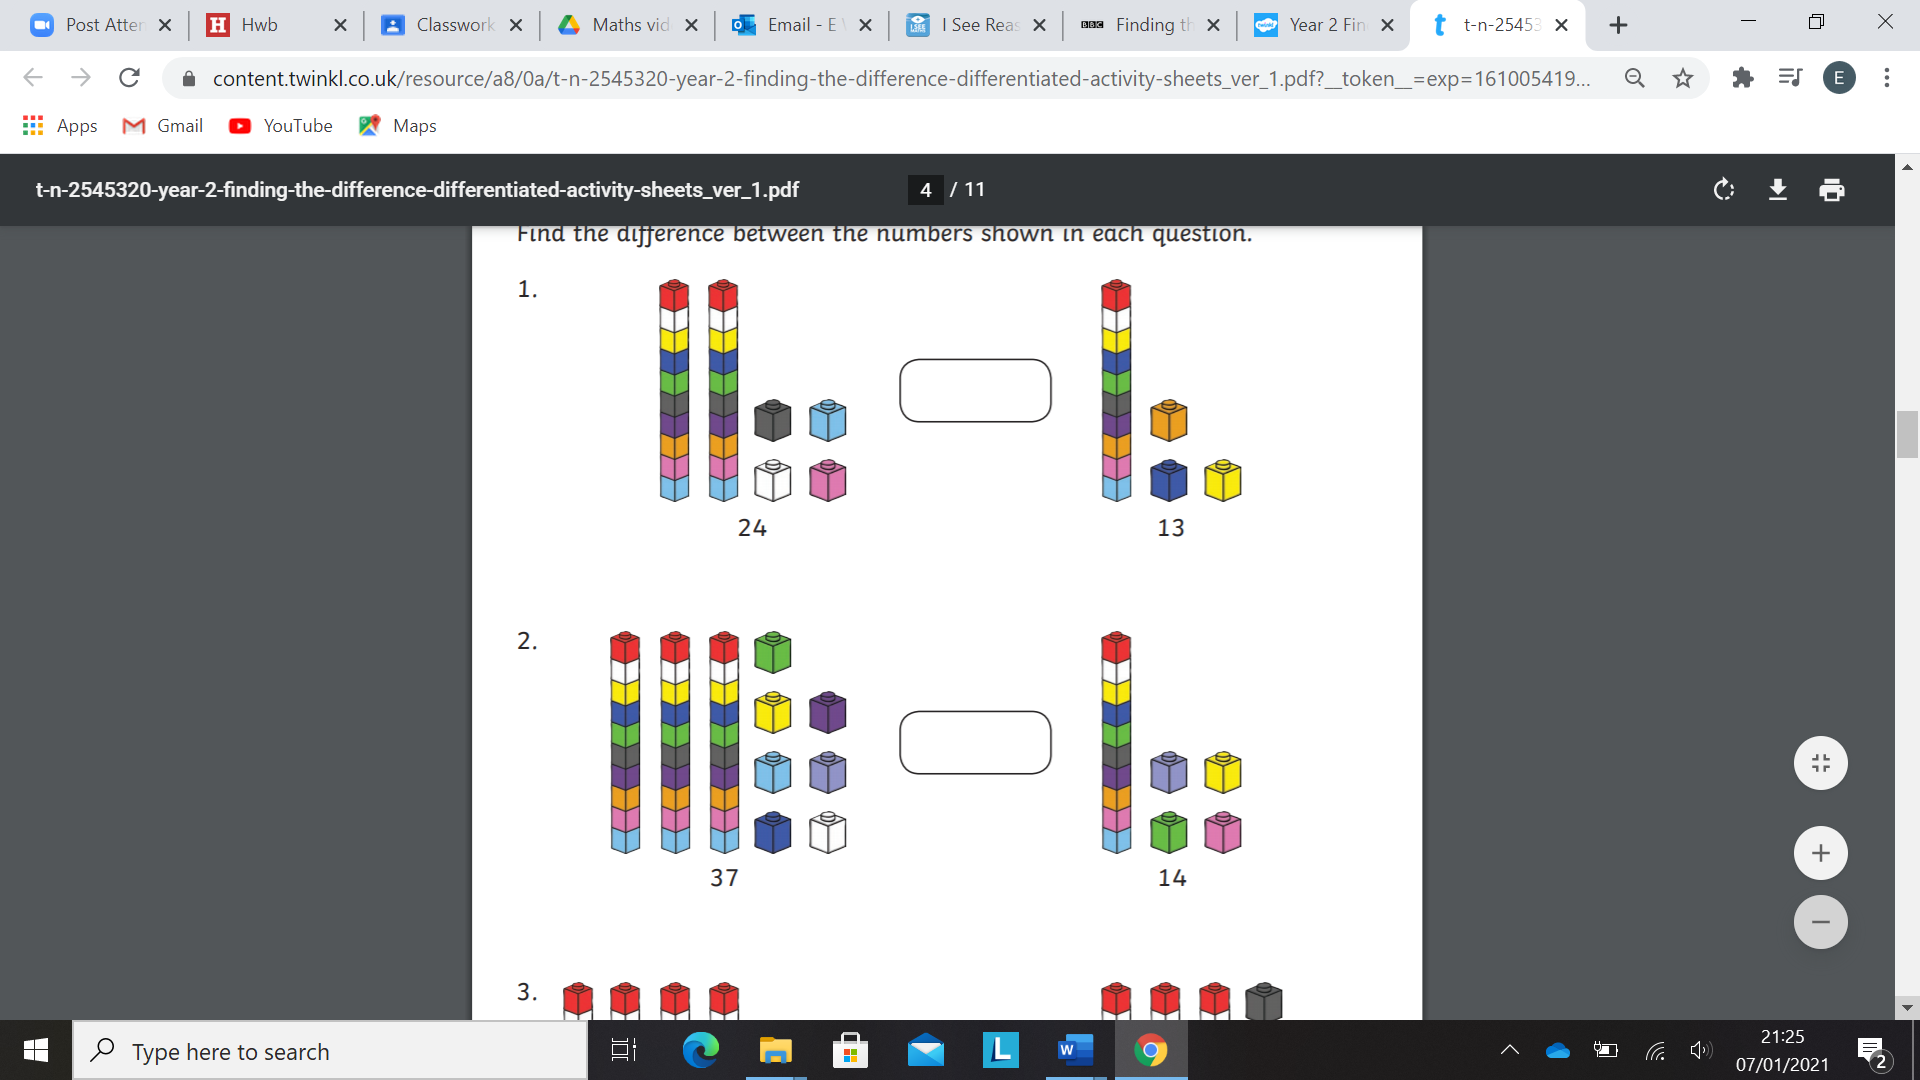 Post Atten
Hwb
Classwork
Maths vid
Email - E V
I See Reas
BBC Finding th
Year 2 Fin
t-n-25453
content.twinkl.co.uk/resource/a8/0a/t-n-2545320-year-2-finding-the-difference-differentiated-activity-sheets_ver_1.pdf?__token__=exp=161005419...
E
Apps
Gmail
YouTube
Maps
t-n-2545320-year-2-finding-the-difference-differentiated-activity-sheets_ver_1.pdf
4 / 11
Find the difference between the numbers shown in each question.
1.
24
13
2.
37
14
3.
Type here to search
21:25
07/01/2021
2